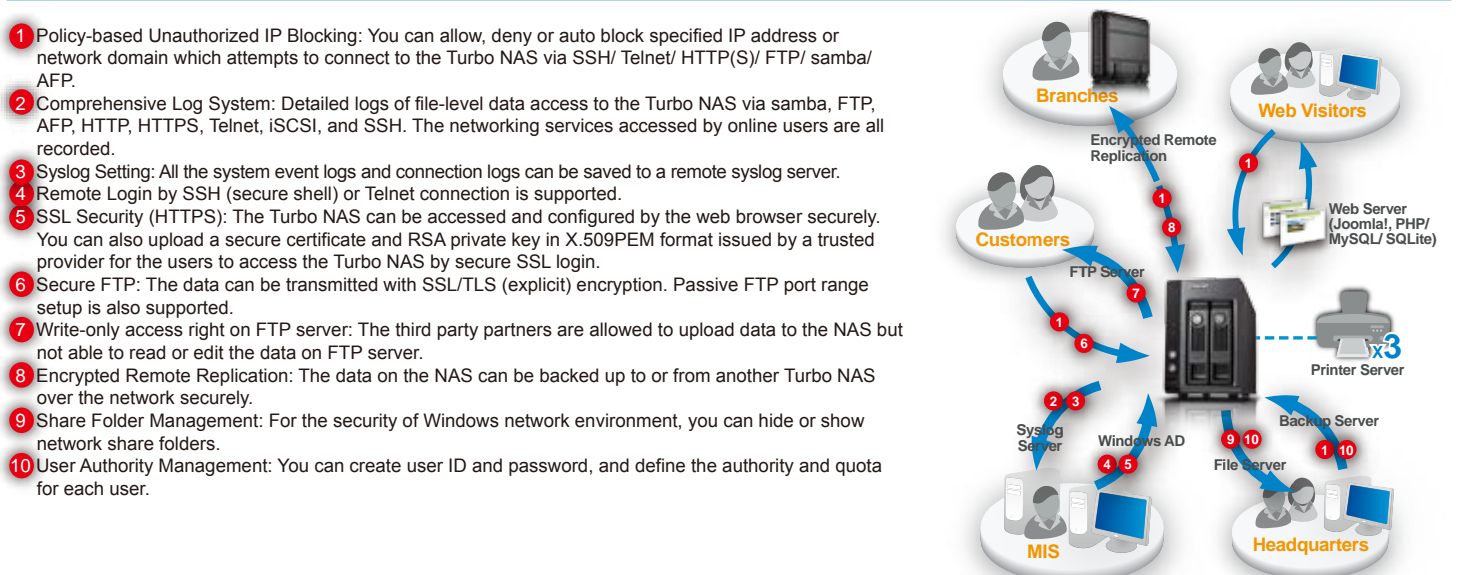 1 Policy-based Unauthorized IP Blocking: You can allow, deny or auto block specified IP address or
network domain which attempts to connect to the Turbo NAS via SSH/ Telnet/ HTTP(S)/ FTP/ samba/
AFP.
2 Comprehensive Log System: Detailed logs of file-level data access to the Turbo NAS via samba, FTP,
AFP, HTTP, HTTPS, Telnet, iSCSI, and SSH. The networking services accessed by online users are all
recorded.
3 Syslog Setting: All the system event logs and connection logs can be saved to a remote syslog server.
4 Remote Login by SSH (secure shell) or Telnet connection is supported.
5 SSL Security (HTTPS): The Turbo NAS can be accessed and configured by the web browser securely.
You can also upload a secure certificate and RSA private key in X.509PEM format issued by a trusted
provider for the users to access the Turbo NAS by secure SSL login.
6 Secure FTP: The data can be transmitted with SSL/TLS (explicit) encryption. Passive FTP port range
setup is also supported.
7 Write-only access right on FTP server: The third party partners are allowed to upload data to the NAS but
not able to read or edit the data on FTP server.
8 Encrypted Remote Replication: The data on the NAS can be backed up to or from another Turbo NAS
over the network securely.
9 Share Folder Management: For the security of Windows network environment, you can hide or show
network share folders.
10 User Authority Management: You can create user ID and password, and define the authority and quota
for each user.
Branches
Web Visitors
Encrypted Remote
Replication
1
1
8
Web Server
(Joomla!, PHP/
MySQL/ SQLite)
Customers
FTP Server
7
1
6
x3
Printer Server
2 3
Syslog
Server
Windows AD
4 5
9 10
File Server
Backup Server
1 10
MIS
Headquarters